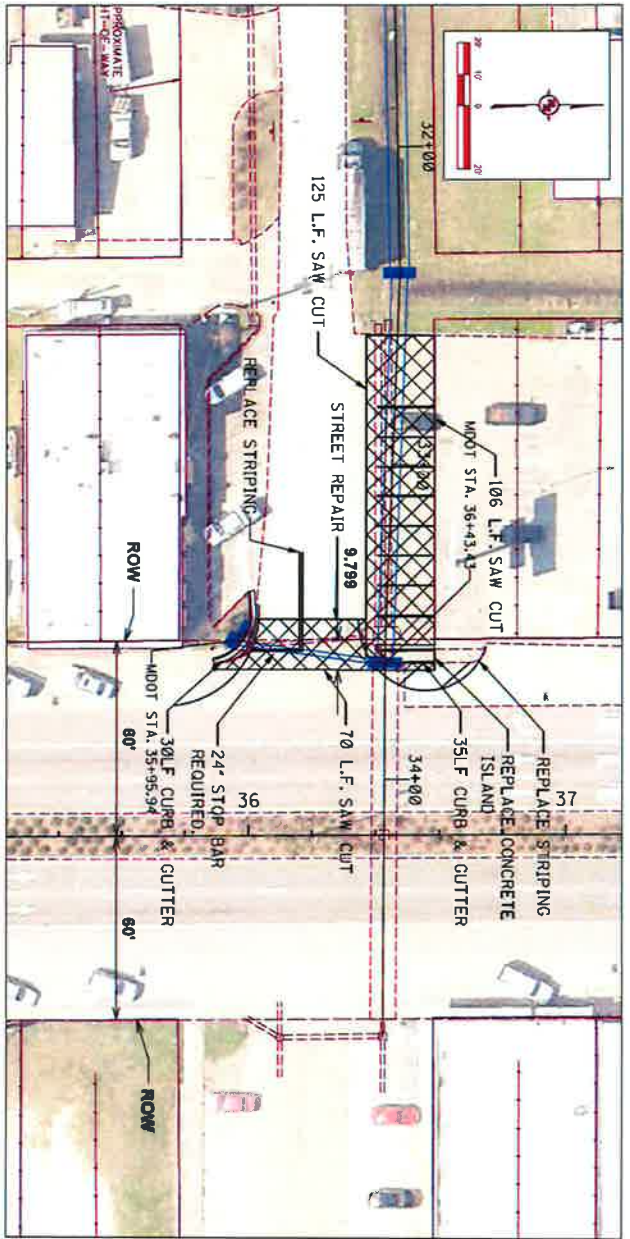 20'
10'
0
20'
N
32+00
PPROXIMATE
HT-OF-WAY
125 L.F. SAW CUT
REPLACE STRIPING
STREET REPAIR
9.799
106 L.F. SAW CUT
MDOT STA. 36+43.43
33+00
ROW
MDOT STA. 35+95.94
80'
30LF CURB & GUTTER
24" STOP BAR
REQUIRED
36
70 L.F. SAW CUT
34+00
35LF CURB & GUTTER
REPLACE CONCRETE
ISLAND
REPLACE STRIPING
37
60'
ROW